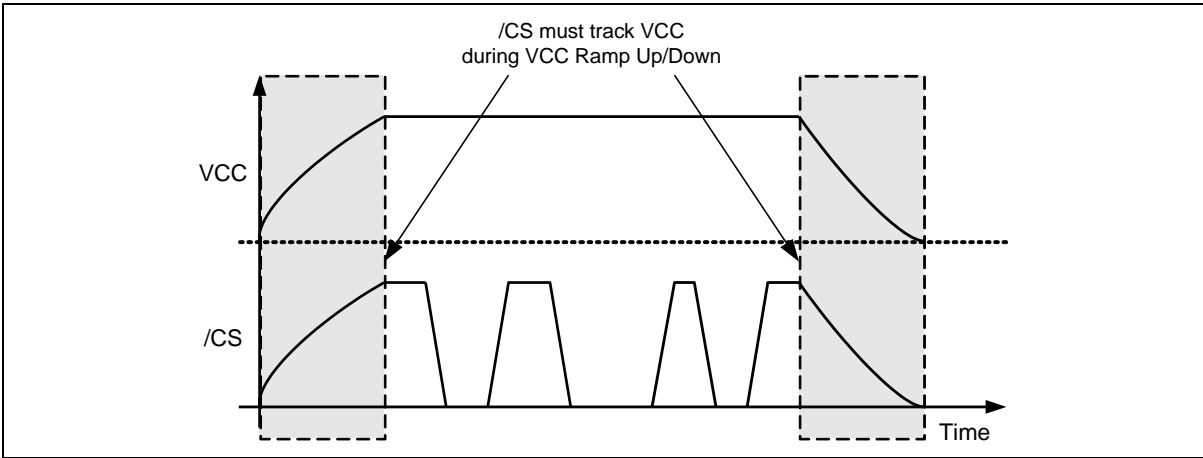 /CS must track VCC
during VCC Ramp Up/Down
VCC
/CS
Time